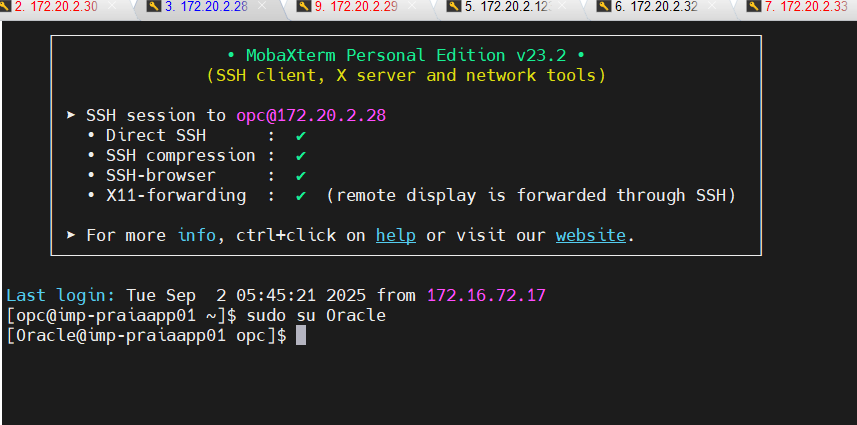 2. 172.20.2.30 3. 172.20.2.28 9. 172.20.2.29 5. 172.20.2.12 6. 172.20.2.32 7. 172.20.2.33
• MobaXterm Personal Edition v23.2 •
(SSH client, X server and network tools)
➤ SSH session to opc@172.20.2.28
• Direct SSH : ✔
• SSH compression : ✔
• SSH-browser : ✔
• X11-forwarding : ✔ (remote display is forwarded through SSH)
➤ For more info, ctrl+click on help or visit our website.
Last login: Tue Sep 2 05:45:21 2025 from 172.16.72.17
[opc@imp-praiaapp01 ~]$ sudo su Oracle
[Oracle@imp-praiaapp01 opc]$